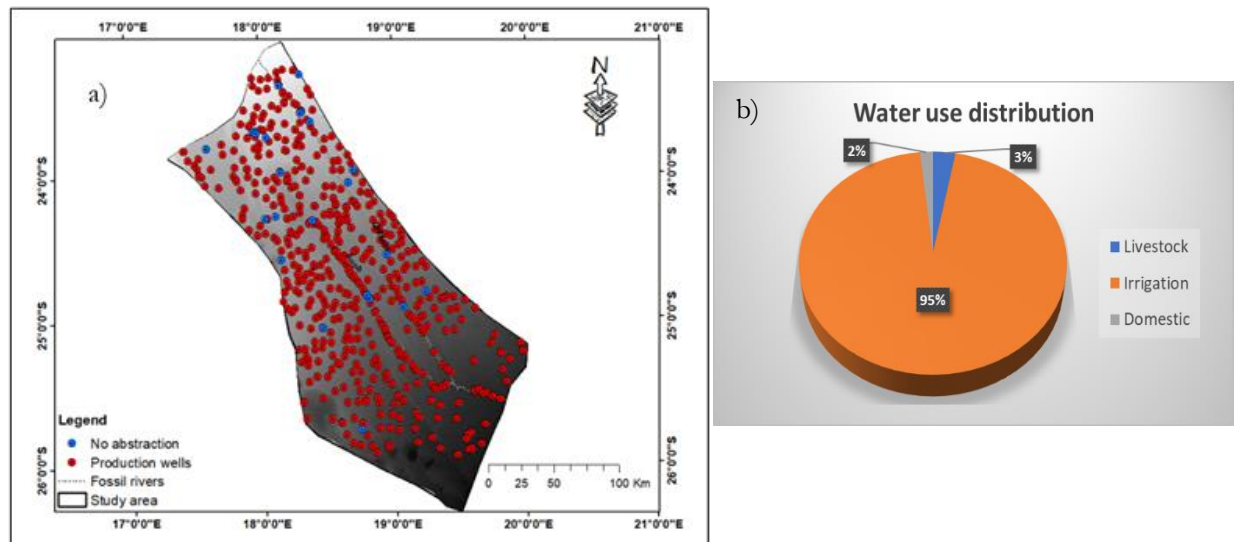 17°0'0"E 18°0'0"E 19°0'0"E 20°0'0"E 21°0'0"E
a)
N
24°0'0"S
24°0'0"S
25°0'0"S
25°0'0"S
26°0'0"S
26°0'0"S
Legend
No abstraction
Production wells
Fossil rivers
Study area
0 25 50 100 Km
17°0'0"E 18°0'0"E 19°0'0"E 20°0'0"E 21°0'0"E
b)
Water use distribution
2%
3%
95%
Livestock
Irrigation
Domestic